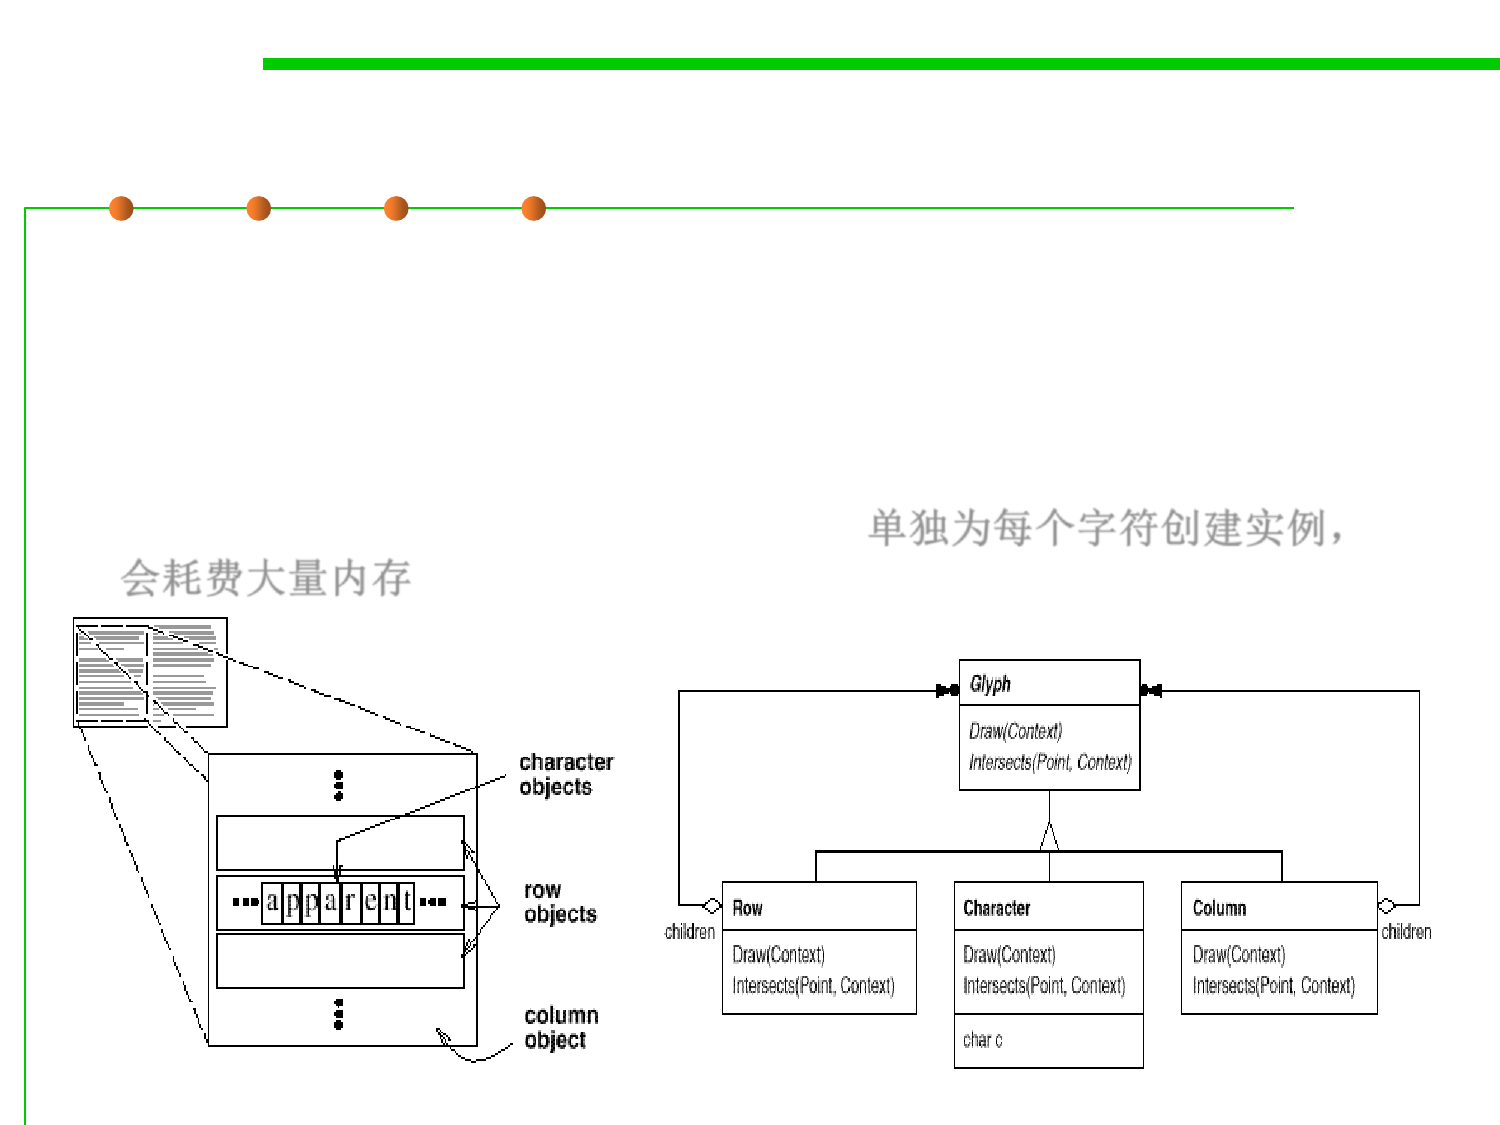 单独为每个字符创建实例，
会耗费大量内存
character
objects
apparent
row
objects
column
object
Glyph
Draw(Context)
Intersects(Point, Context)
Row
Draw(Context)
Intersects(Point, Context)
children
Character
Draw(Context)
Intersects(Point, Context)
char c
Column
Draw(Context)
Intersects(Point, Context)
children